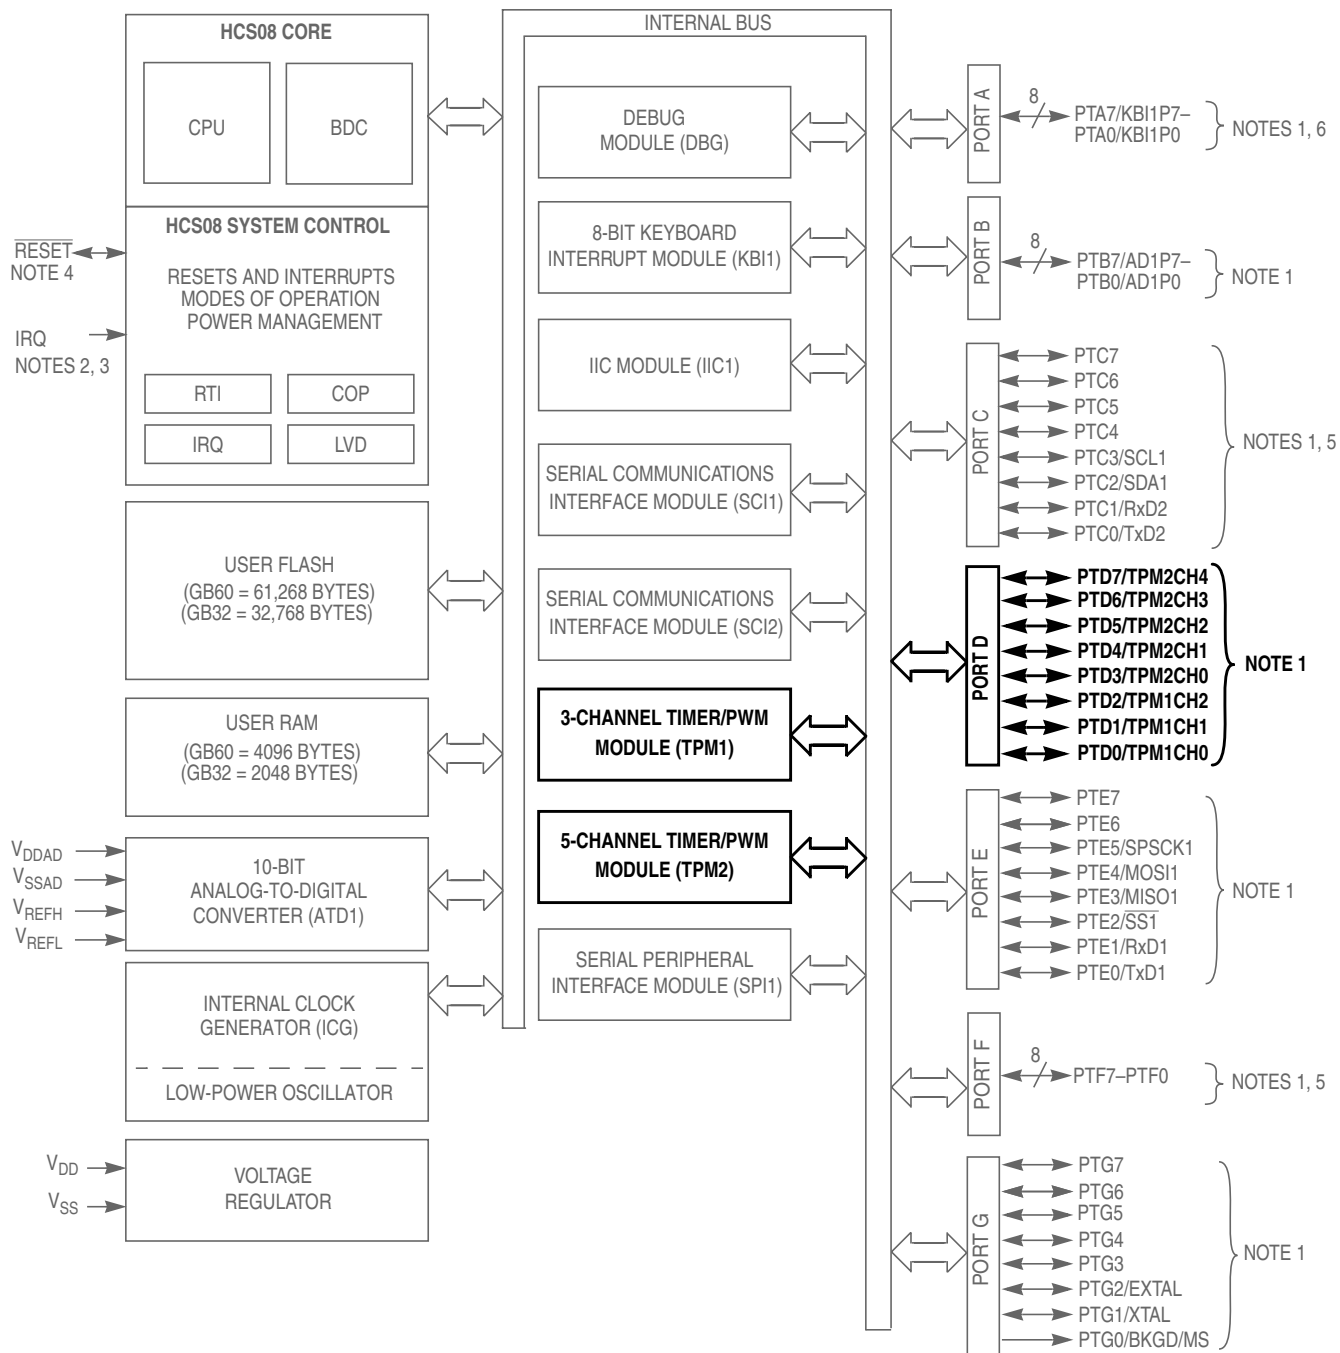 HCS08 CORE
CPU
BDC
HCS08 SYSTEM CONTROL
RESETS AND INTERRUPTS
MODES OF OPERATION
POWER MANAGEMENT
RTI
COP
IRQ
LVD
RESET
NOTE 4
IRQ
NOTES 2, 3
USER FLASH
(GB60 = 61,268 BYTES)
(GB32 = 32,768 BYTES)
USER RAM
(GB60 = 4096 BYTES)
(GB32 = 2048 BYTES)
VDDAD
VSSAD
VREFH
VREFL
10-BIT
ANALOG-TO-DIGITAL
CONVERTER (ATD1)
INTERNAL CLOCK
GENERATOR (ICG)
LOW-POWER OSCILLATOR
VDD
VSS
VOLTAGE
REGULATOR
INTERNAL BUS
DEBUG
MODULE (DBG)
8-BIT KEYBOARD
INTERRUPT MODULE (KBI1)
IIC MODULE (IIC1)
SERIAL COMMUNICATIONS
INTERFACE MODULE (SCI1)
SERIAL COMMUNICATIONS
INTERFACE MODULE (SCI2)
3-CHANNEL TIMER/PWM
MODULE (TPM1)
5-CHANNEL TIMER/PWM
MODULE (TPM2)
SERIAL PERIPHERAL
INTERFACE MODULE (SPI1)
PORT A
8
PTA7/KBI1P7–
PTA0/KBI1P0
NOTES 1, 6
PORT B
8
PTB7/AD1P7–
PTB0/AD1P0
NOTE 1
PORT C
PTC7
PTC6
PTC5
PTC4
PTC3/SCL1
PTC2/SDA1
PTC1/RxD2
PTC0/TxD2
NOTES 1, 5
PORT D
PTD7/TPM2CH4
PTD6/TPM2CH3
PTD5/TPM2CH2
PTD4/TPM2CH1
PTD3/TPM2CH0
PTD2/TPM1CH2
PTD1/TPM1CH1
PTD0/TPM1CH0
NOTE 1
PORT E
PTE7
PTE6
PTE5/SPSCK1
PTE4/MOSI1
PTE3/MISO1
PTE2/SS1
PTE1/RxD1
PTE0/TxD1
NOTE 1
PORT F
8
PTF7–PTF0
NOTES 1, 5
PORT G
PTG7
PTG6
PTG5
PTG4
PTG3
PTG2/EXTAL
PTG1/XTAL
PTG0/BKGD/MS
NOTE 1